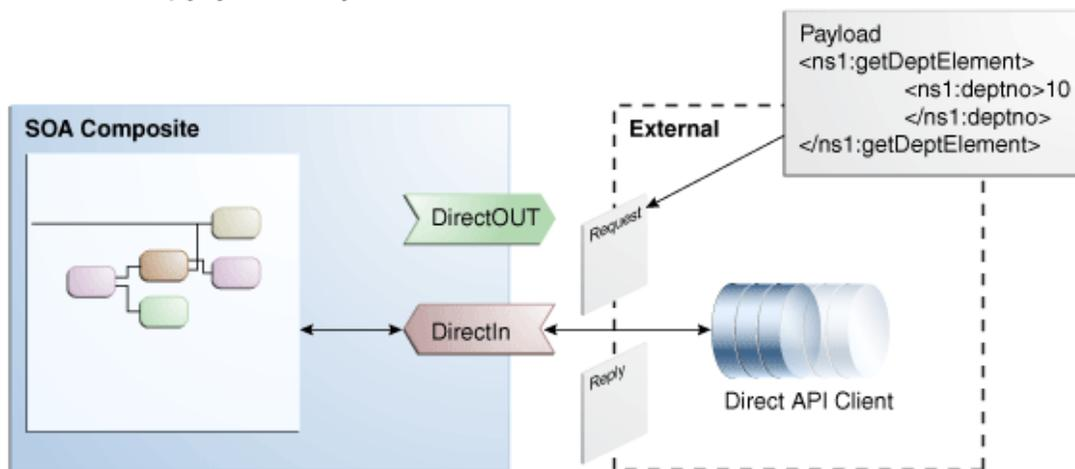 Payload
<ns1:getDeptElement>
<ns1:deptno>10
</ns1:deptno>
</ns1:getDeptElement>
SOA Composite
External
DirectOUT
Request
DirectIn
Reply
Direct API Client